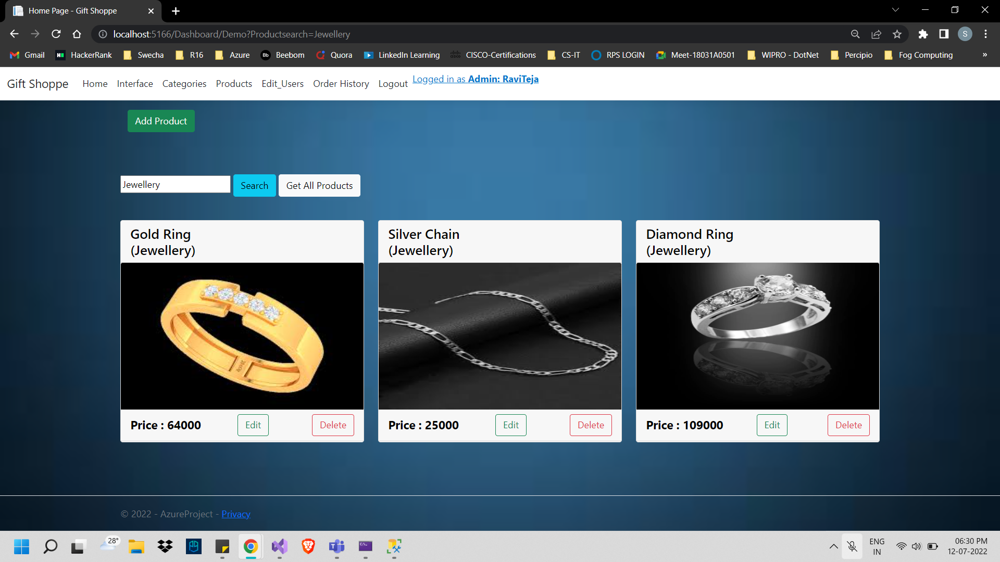 Home Page - Gift Shoppe
localhost:5166/Dashboard/Demo?Productsearch=Jewellery
S
Gmail HackerRank Swecha R16 Azure Beebom Quora LinkedIn Learning CISCO-Certifications CS-IT RPS LOGIN Meet-18031A0501 WIPRO - DotNet Percipio Fog Computing »
Gift Shoppe Home Interface Categories Products Edit_Users Order History Logout Logged in as Admin: RaviTeja
Add Product
Jewellery Search Get All Products
Gold Ring
(Jewellery)
Silver Chain
(Jewellery)
Diamond Ring
(Jewellery)
Price : 64000 Edit Delete
Price : 25000 Edit Delete
Price : 109000 Edit Delete
© 2022 - AzureProject - Privacy
28°
ENG
IN
06:30 PM
12-07-2022